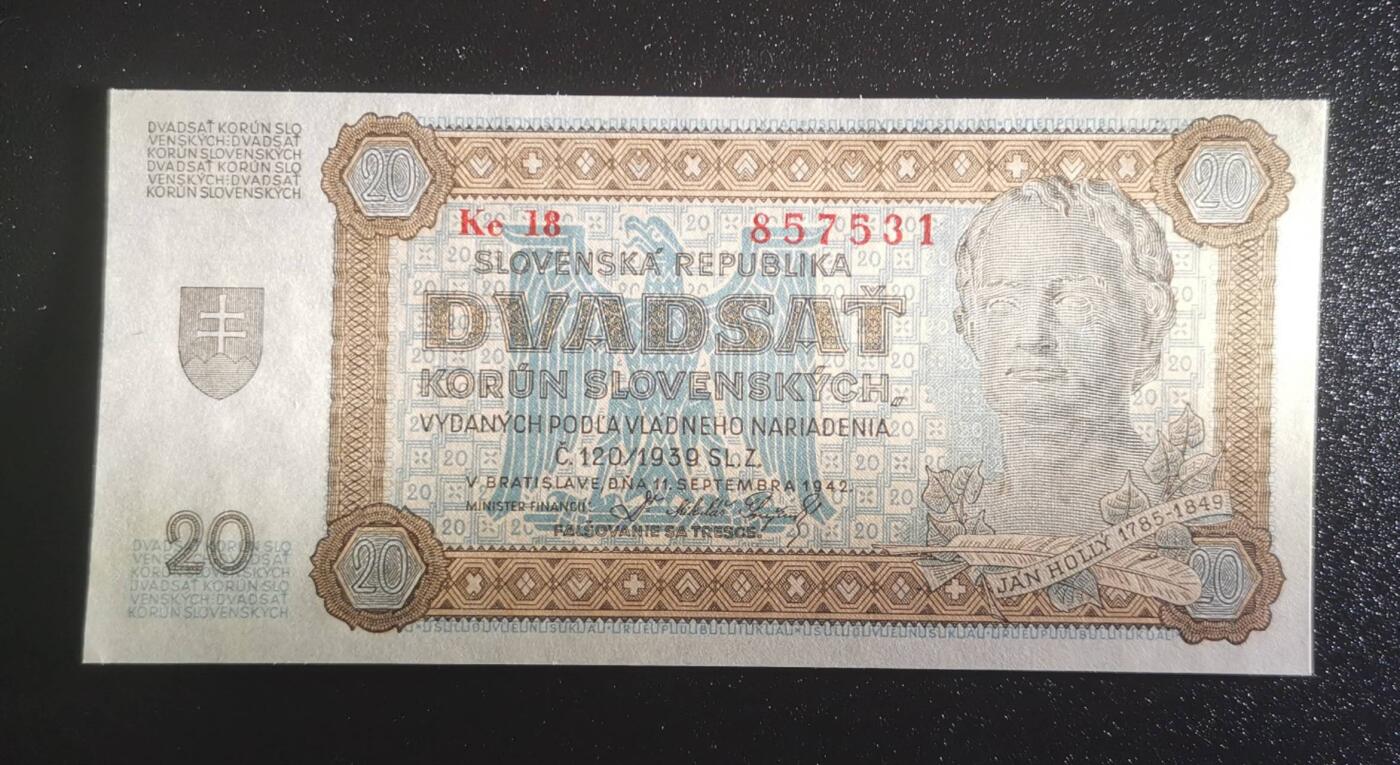 DVADSAŤ KORÚN SLO
VENSKÝCH:DVADSAŤ
KORÚN SLOVENSKÝCH
DVADSAŤ KORÚN SLO
VENSKÝCH:DVADSAŤ
KORÚN SLOVENSKÝCH
20
20
Ke 18 857531
SLOVENSKÁ REPUBLIKA
DVADSAŤ
KORÚN SLOVENSKÝCH
VYDANÝCH PODĽA VLÁDNEHO NARIADENIA
Č. 120/1939 SL. Z.
V BRATISLAVE DŇA 11. SEPTEMBRA 1942.
MINISTER FINANCIÍ:
FALŠOVANIE SA TRESCE.
JÁN HOLLÝ 1785-1849
20
DVADSAŤ KORÚN SLO
VENSKÝCH:DVADSAŤ
KORÚN SLOVENSKÝCH
DVADSAŤ KORÚN SLO
VENSKÝCH:DVADSAŤ
KORÚN SLOVENSKÝCH
20
20